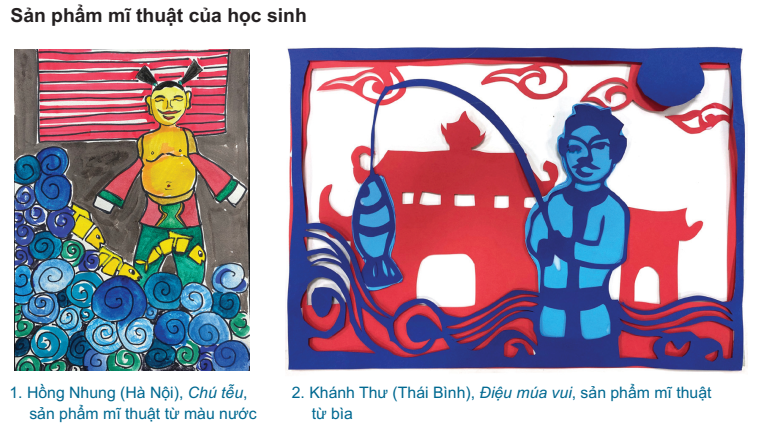 Sản phẩm mĩ thuật của học sinh
1. Hồng Nhung (Hà Nội), Chú tễu,
sản phẩm mĩ thuật từ màu nước
2. Khánh Thư (Thái Bình), Điệu múa vui, sản phẩm mĩ thuật
từ bìa